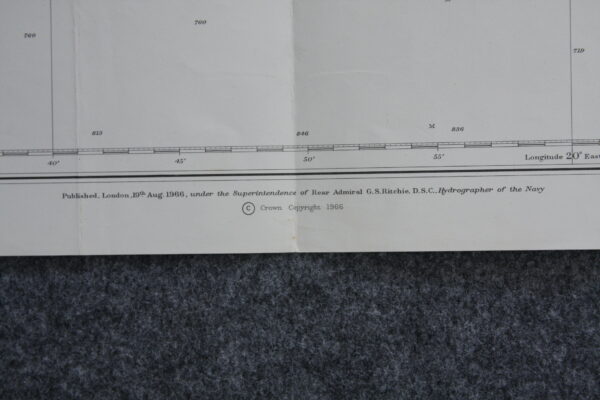 760
760
719
813
846
M
836
40'
45'
50'
55'
Longitude 20° East
Published, London, 19th Aug. 1966, under the Superintendence of Rear Admiral G.S. Ritchie, D.S.C., Hydrographer of the Navy
© Crown Copyright 1966